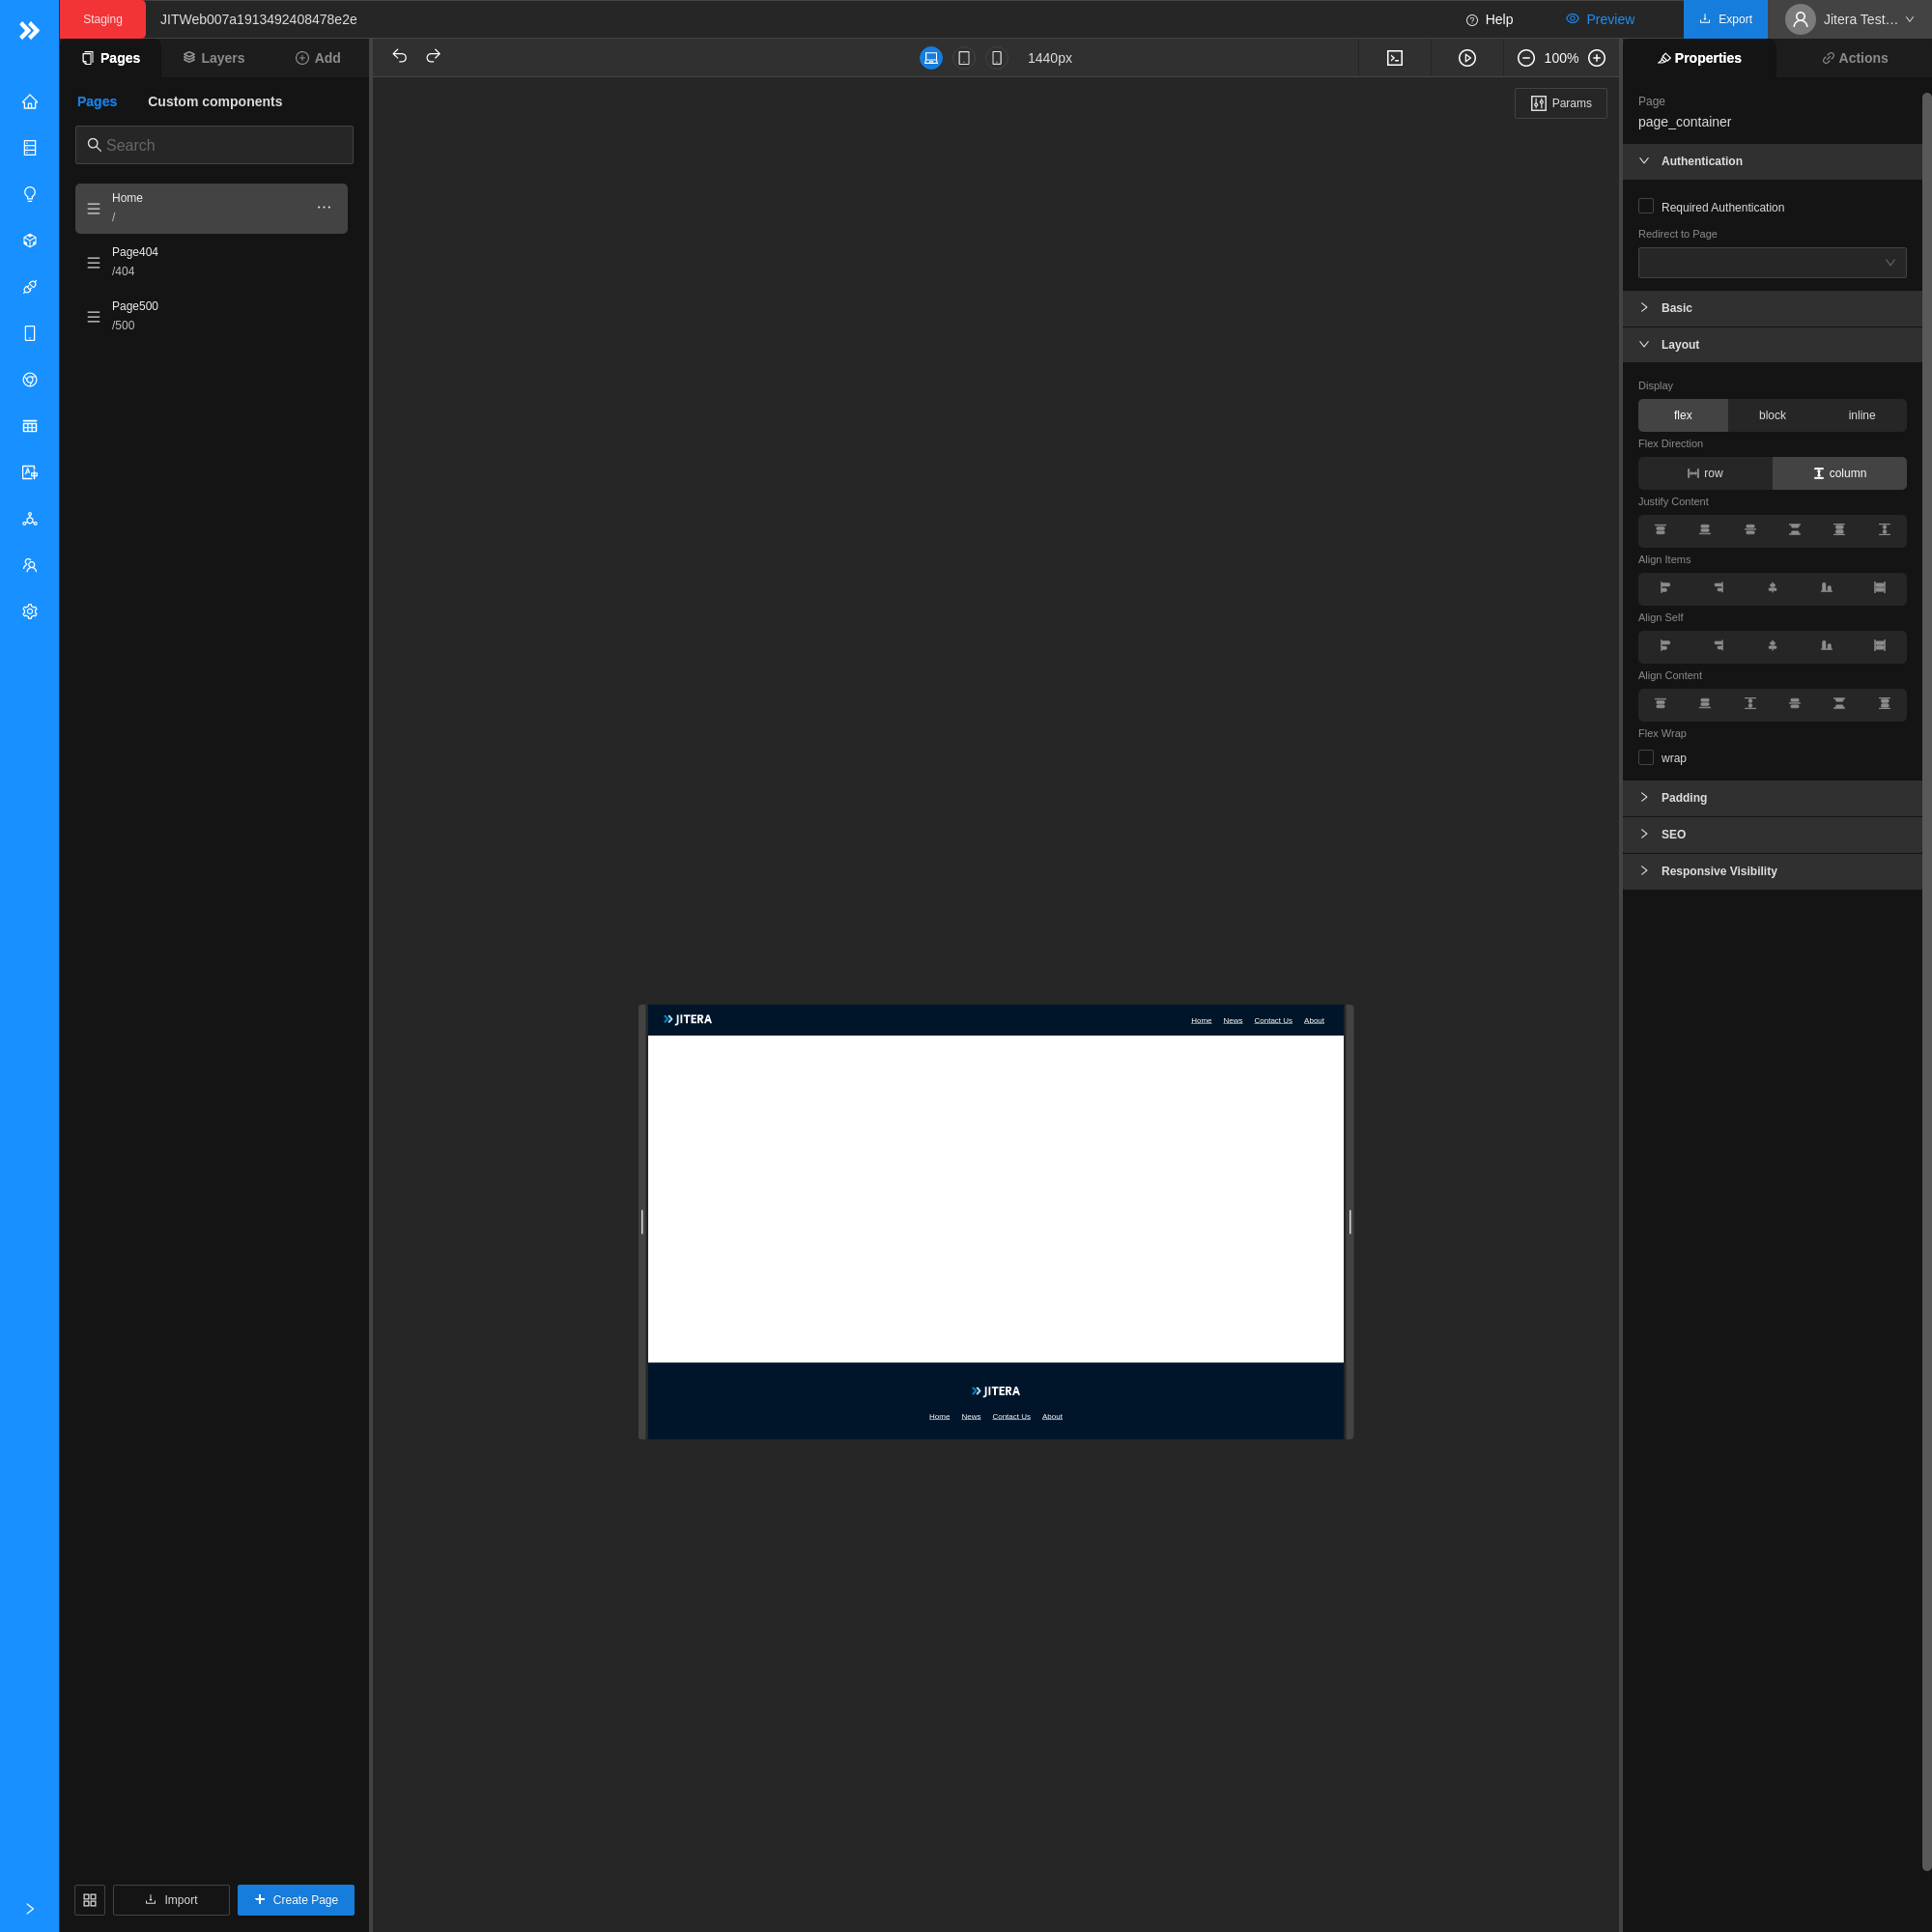 Staging
JITWeb007a1913492408478e2e
Help
Preview
Export
Jitera Test…
Pages
Layers
Add
1440px
100%
Properties
Actions
Pages
Custom components
Search
Home
/
Page404
/404
Page500
/500
Import
Create Page
Params
JITERA
Home
News
Contact Us
About
JITERA
Home
News
Contact Us
About
Page
page_container
Authentication
Required Authentication
Redirect to Page
Basic
Layout
Display
flex
block
inline
Flex Direction
row
column
Justify Content
Align Items
Align Self
Align Content
Flex Wrap
wrap
Padding
SEO
Responsive Visibility